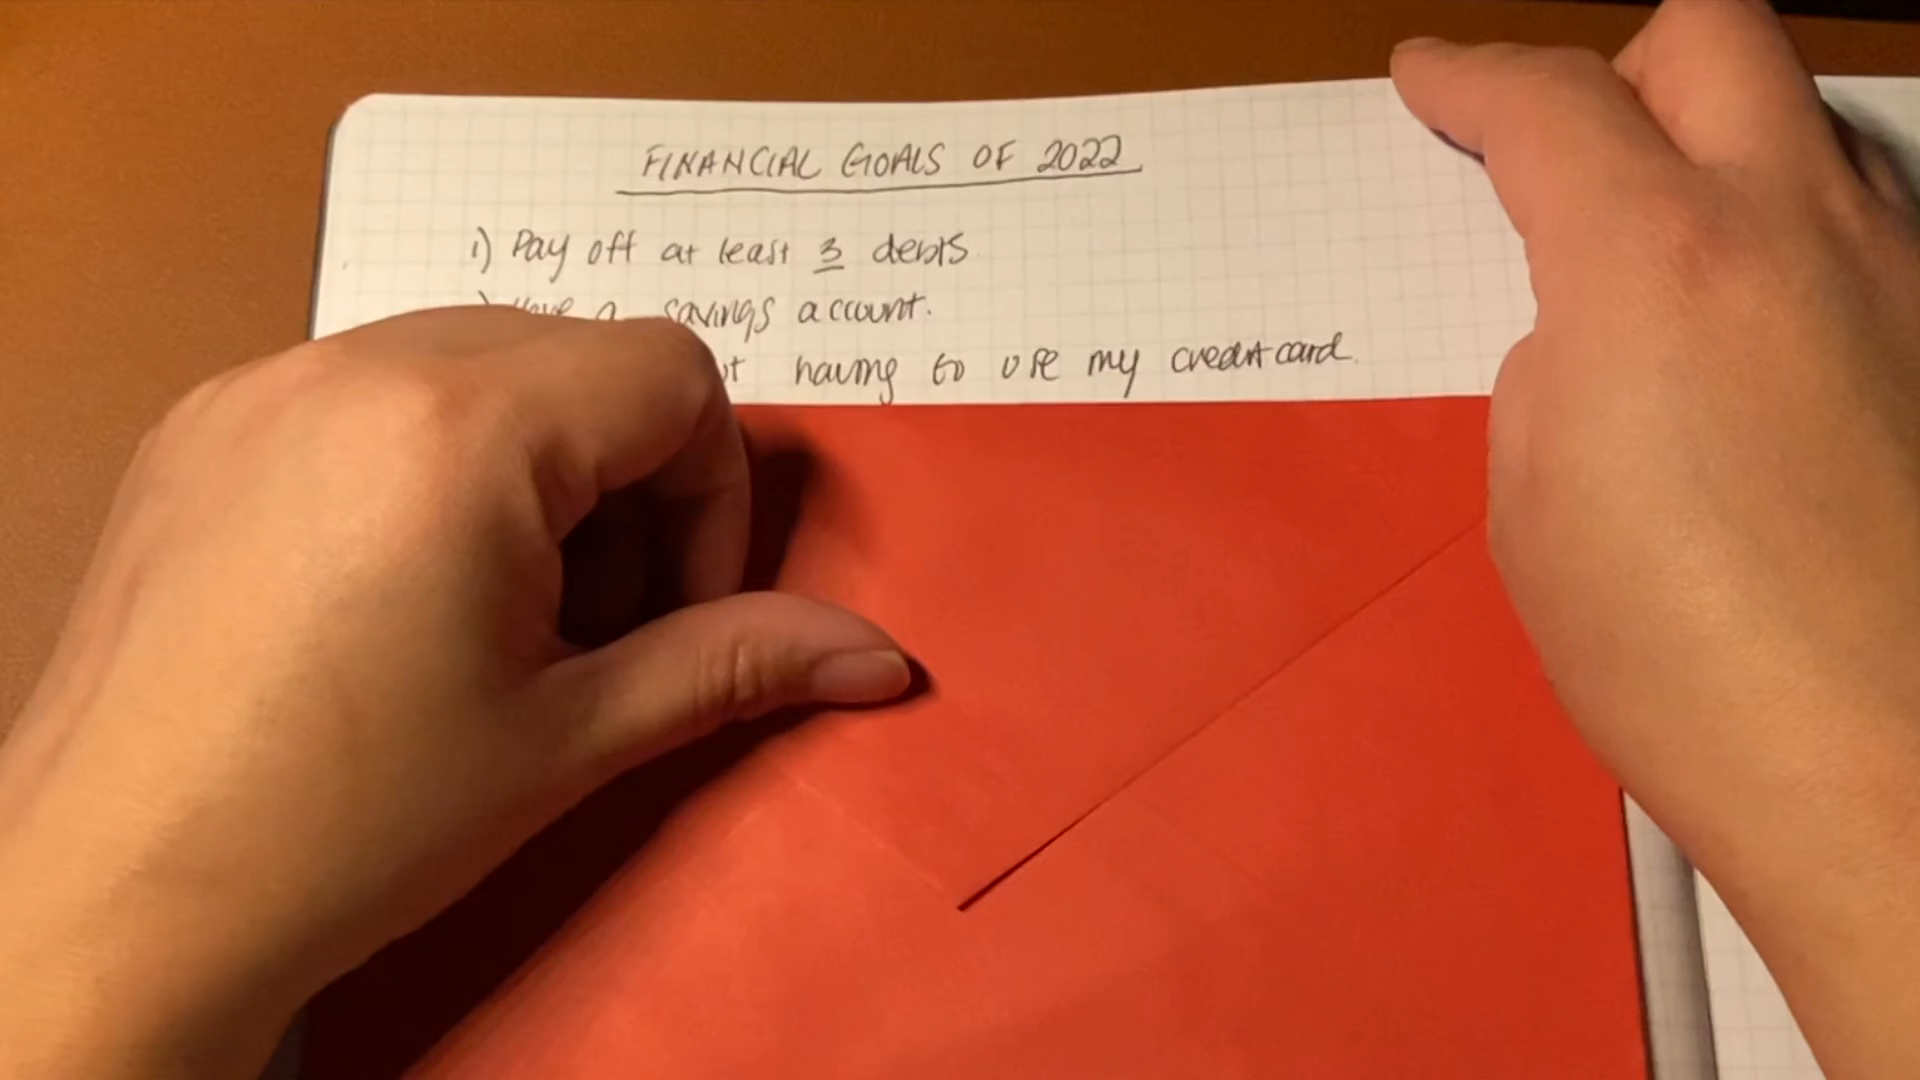 FINANCIAL GOALS OF 2022
1) Pay off at least 3 debts
a savings account.
having to use my credit card.